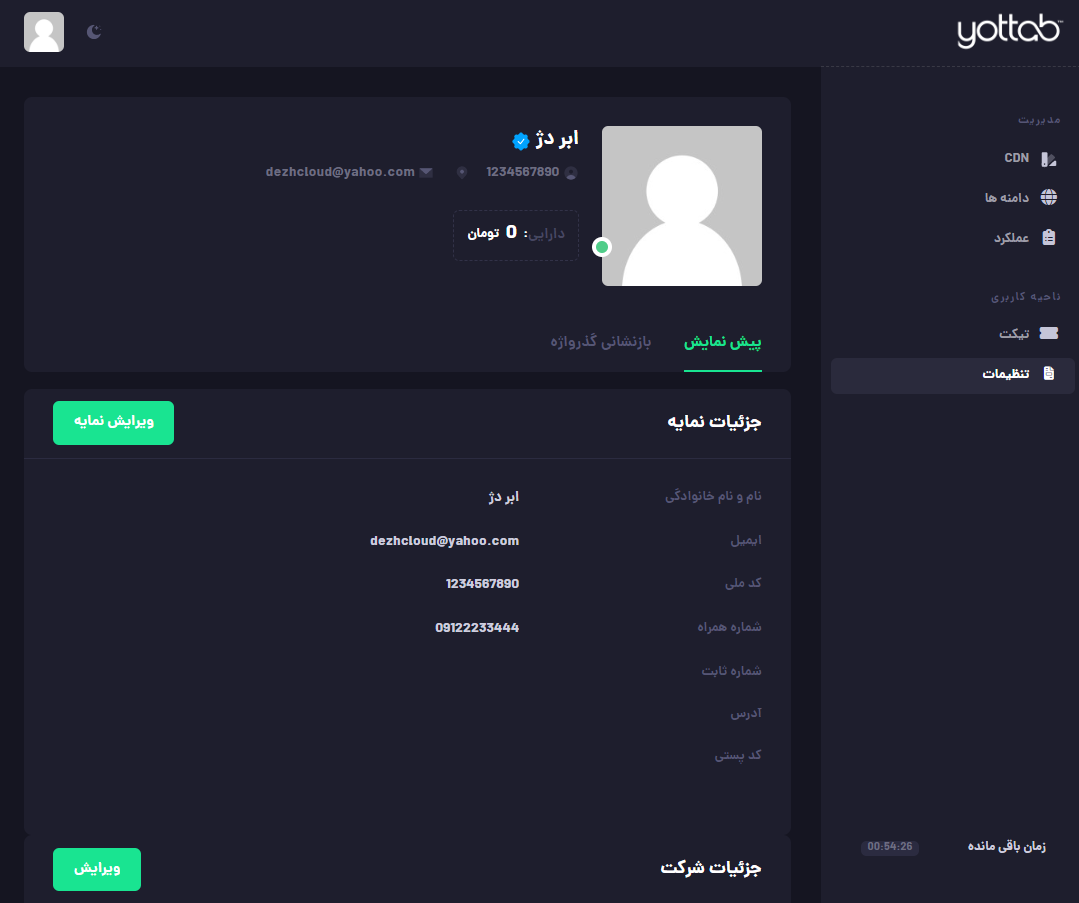 yottab™
مدیریت
CDN
دامنه ها
عملکرد
ناحیه کاربری
تیکت
تنظیمات
زمان باقی مانده
00:54:26
ابر دژ
1234567890
dezhcloud@yahoo.com
دارایی: 0 تومان
پیش نمایش
بازنشانی گذرواژه
جزئیات نمایه
ویرایش نمایه
نام و نام خانوادگی ابر دژ
ایمیل dezhcloud@yahoo.com
کد ملی 1234567890
شماره همراه 09122233444
شماره ثابت
آدرس
کد پستی
جزئیات شرکت
ویرایش